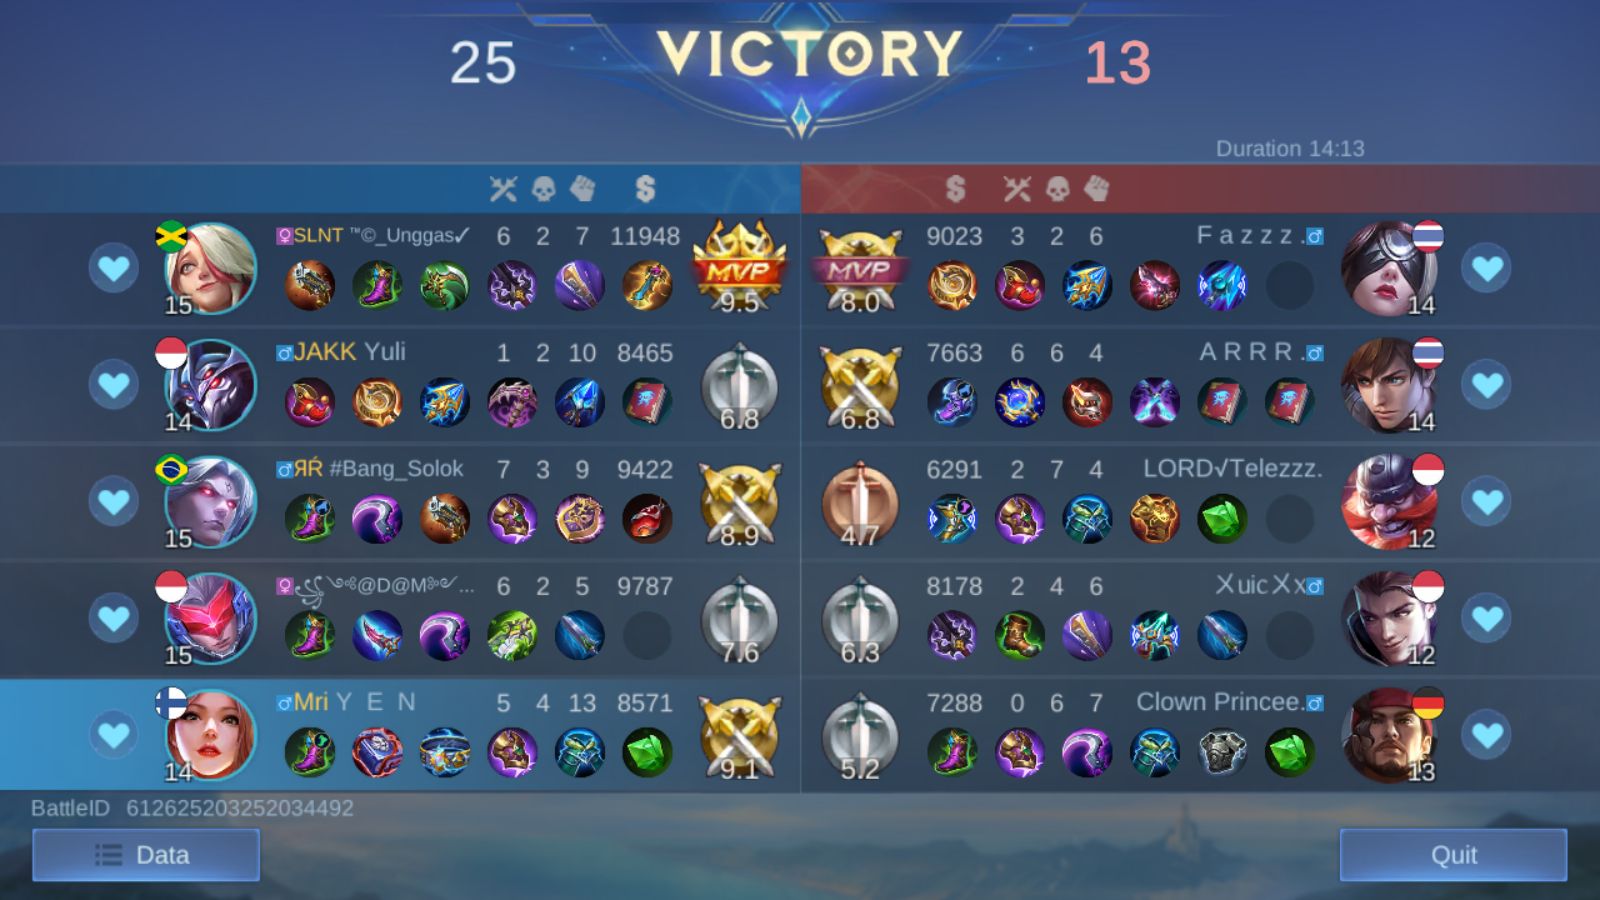 25 VICTORY 13
Duration 14:13
SLNT ™©_Unggas✓ 6 2 7 11948 MVP 9.5 15
MVP 8.0 9023 3 2 6 F a z z z . 14
JAKK Yuli 1 2 10 8465 6.8 14
6.8 7663 6 6 4 A R R R . 14
ЯŔ #Bang_Solok 7 3 9 9422 8.9 15
4.7 6291 2 7 4 LORD√Telezzz. 12
@D@M ... 6 2 5 9787 7.6 15
6.3 8178 2 4 6 XuicXx 12
Mri Y E N 5 4 13 8571 9.1 14
5.2 7288 0 6 7 Clown Princee. 13
BattleID 612625203252034492
Data
Quit